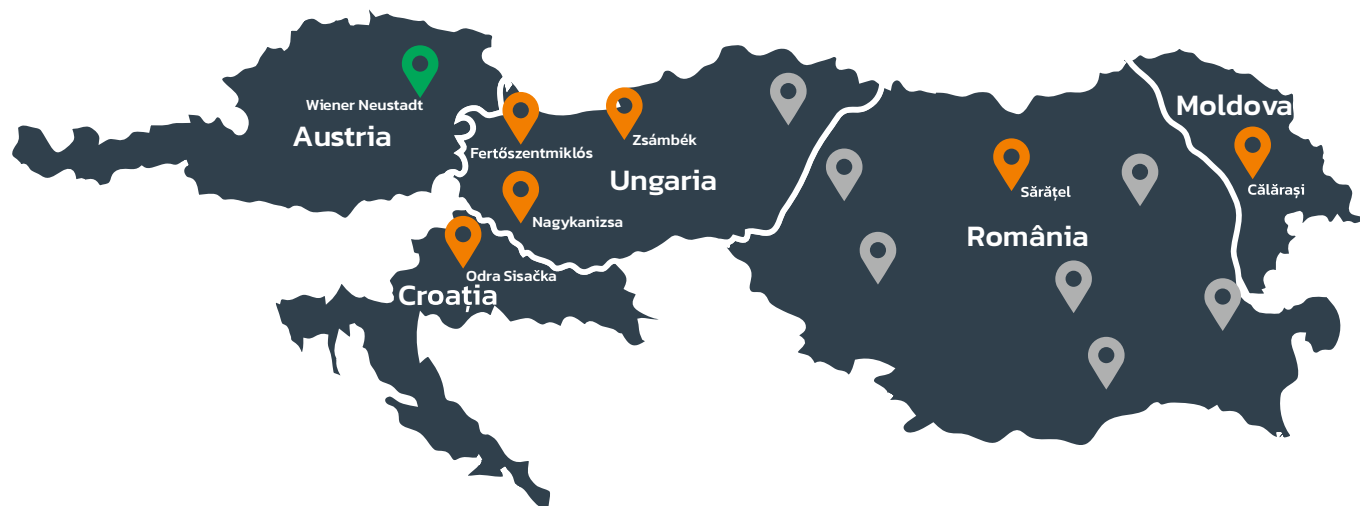 Wiener Neustadt
Austria
Fertőszentmiklós
Zsámbék
Ungaria
Nagykanizsa
Odra Sisačka
Croația
Sărățel
România
Moldova
Călărași